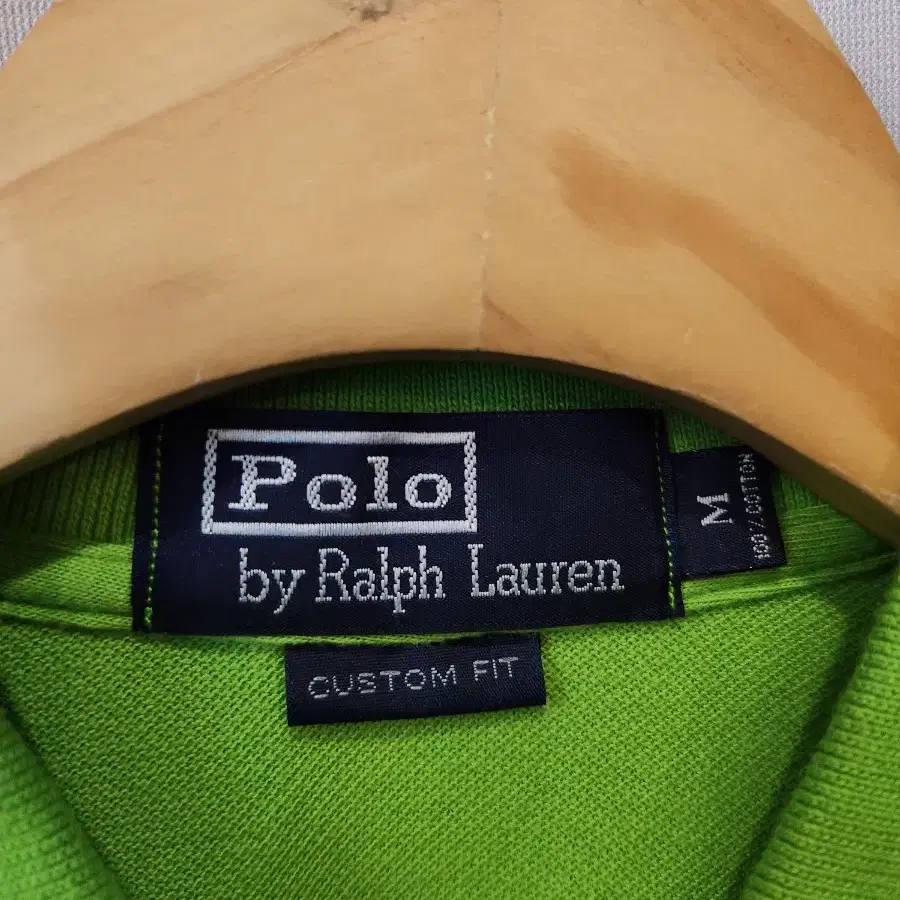 Polo
by Ralph Lauren
M
100% COTTON
CUSTOM FIT